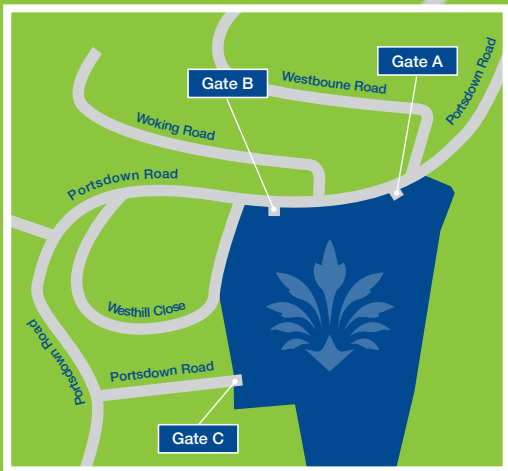 Gate A
Portsdown Road
Gate B
Westboune Road
Woking Road
Portsdown Road
Westhill Close
Portsdown Road
Portsdown Road
Gate C